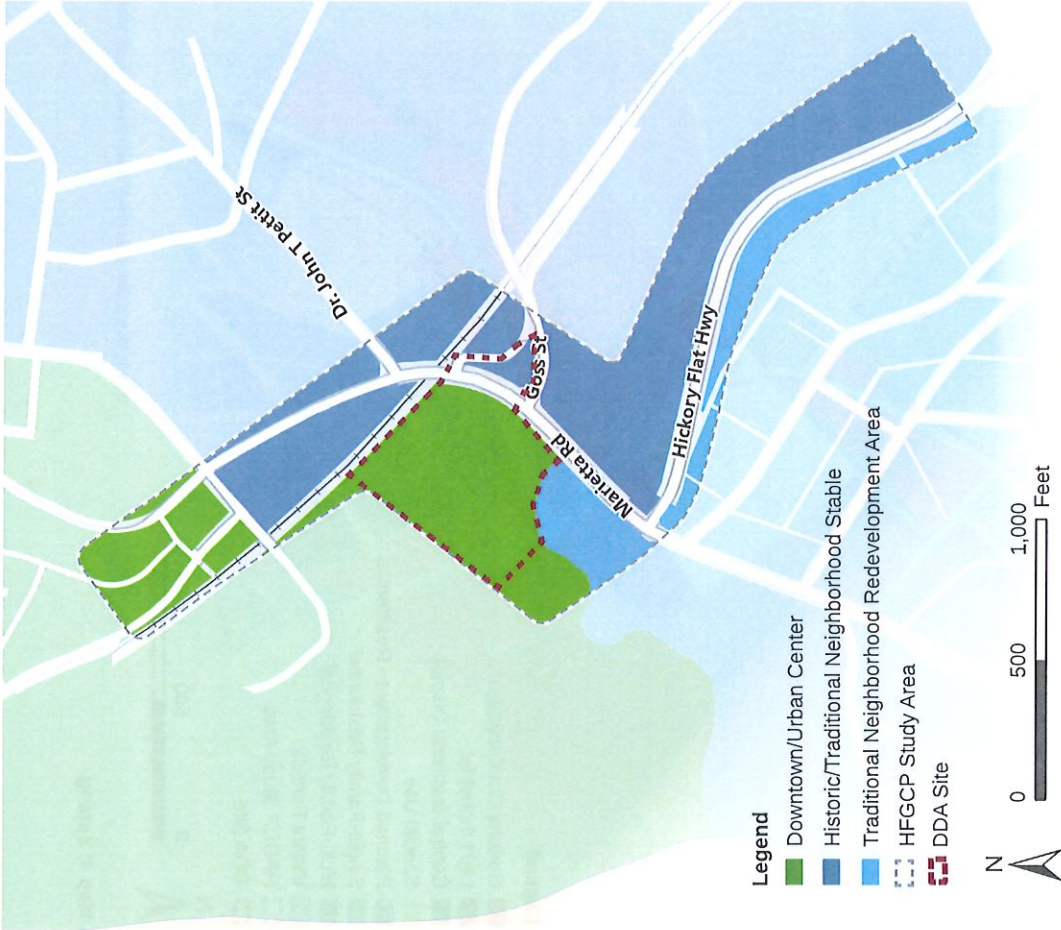 Dr. John T Pettit St
Goss St
Marietta Rd
Hickory Flat Hwy
Legend
Downtown/Urban Center
Historic/Traditional Neighborhood Stable
Traditional Neighborhood Redevelopment Area
HFGCP Study Area
DDA Site
N
0 500 1,000
Feet